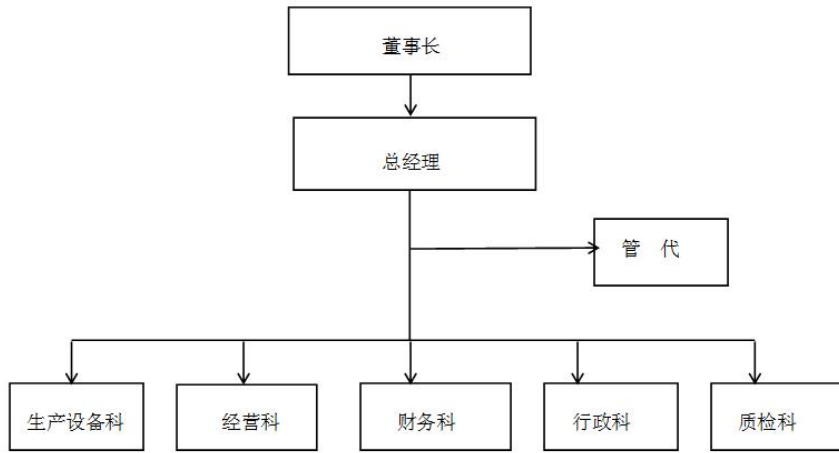 董事长
总经理
管 代
生产设备科
经营科
财务科
行政科
质检科